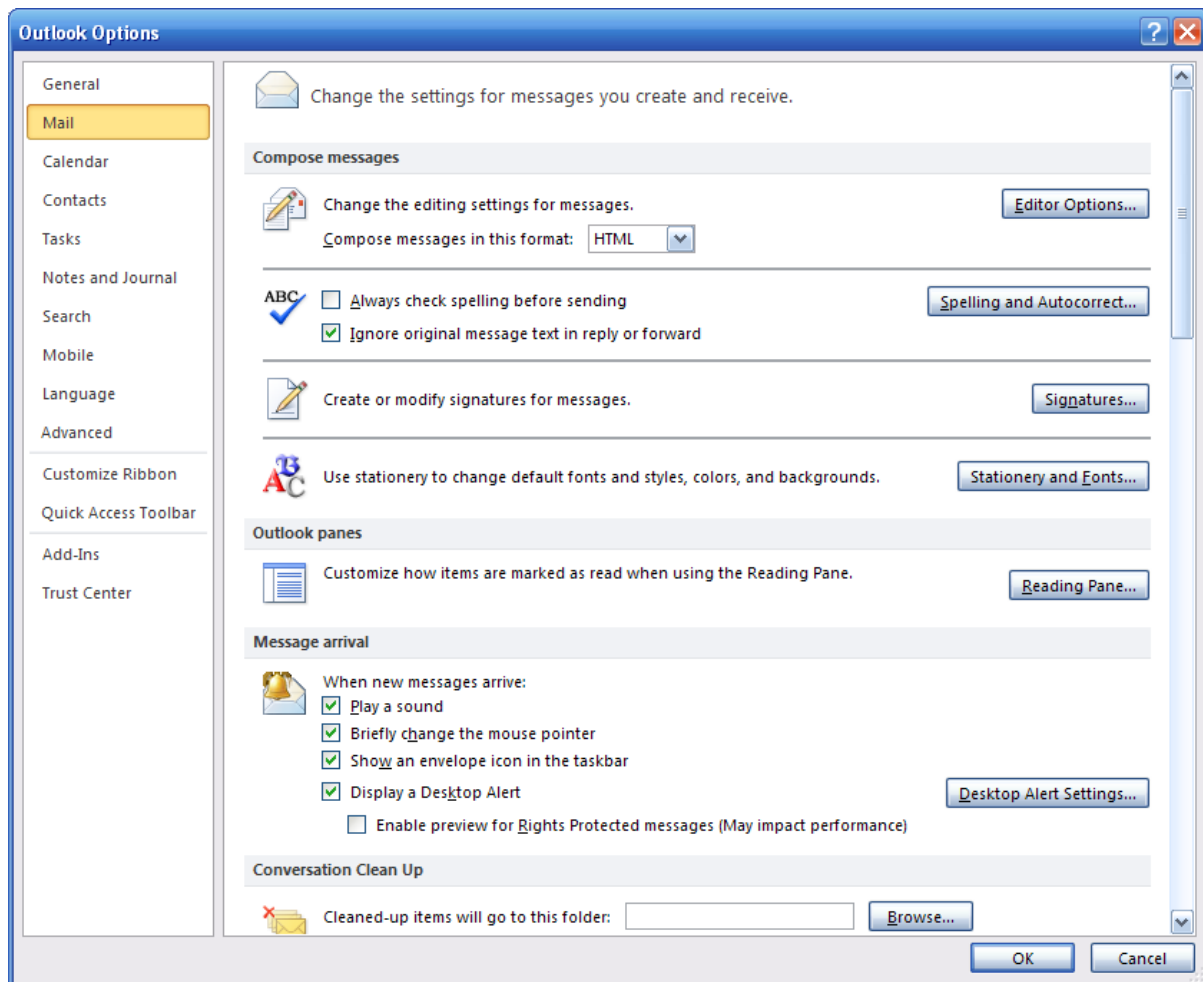 Outlook Options
General
Mail
Calendar
Contacts
Tasks
Notes and Journal
Search
Mobile
Language
Advanced
Customize Ribbon
Quick Access Toolbar
Add-Ins
Trust Center
Change the settings for messages you create and receive.
Compose messages
Change the editing settings for messages.
Editor Options...
Compose messages in this format: HTML
ABC
Always check spelling before sending
Spelling and Autocorrect...
Ignore original message text in reply or forward
Create or modify signatures for messages.
Signatures...
ABC
Use stationery to change default fonts and styles, colors, and backgrounds.
Stationery and Fonts...
Outlook panes
Customize how items are marked as read when using the Reading Pane.
Reading Pane...
Message arrival
When new messages arrive:
Play a sound
Briefly change the mouse pointer
Show an envelope icon in the taskbar
Display a Desktop Alert
Desktop Alert Settings...
Enable preview for Rights Protected messages (May impact performance)
Conversation Clean Up
Cleaned-up items will go to this folder:
Browse...
OK
Cancel